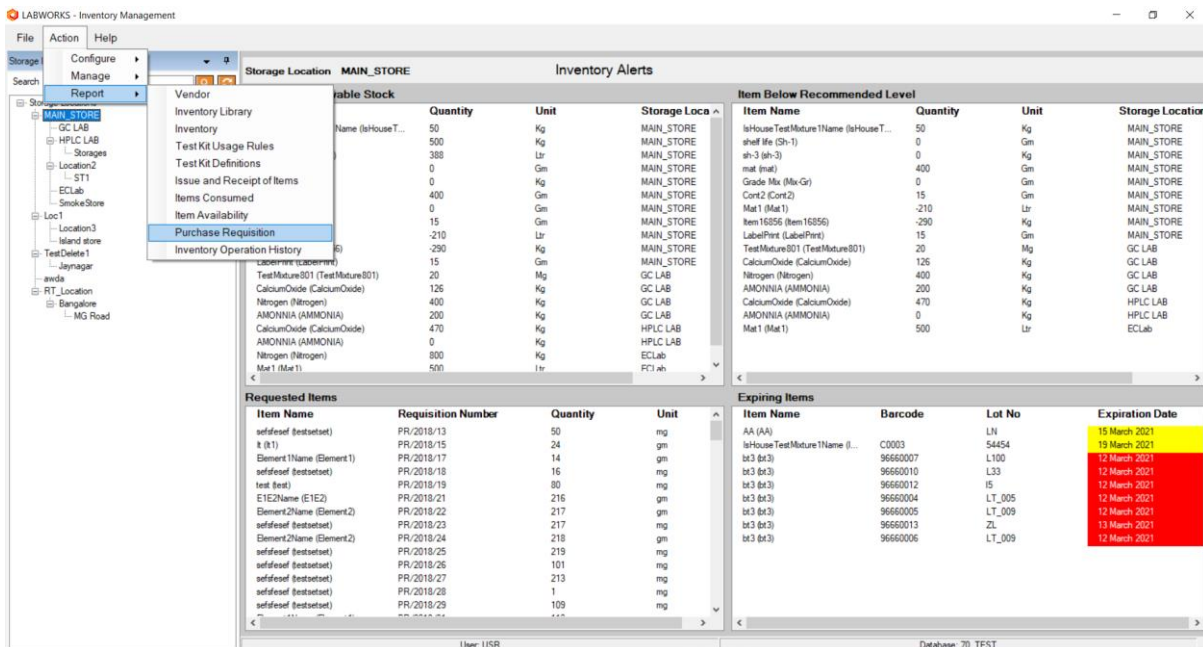 LABWORKS - Inventory Management
File Action Help
Configure
Manage
Report
Search
Vendor
Inventory Library
Inventory
Test Kit Usage Rules
Test Kit Definitions
Issue and Receipt of Items
Items Consumed
Item Availability
Purchase Requisition
Inventory Operation History
MAIN_STORE
GC LAB
HPLC LAB
Storages
Location2
ST1
ECLab
SmokeStore
Loc1
Location3
Island store
TestDelete1
Jaynagar
awda
RT_Location
Bangalore
MG Road
Storage Location MAIN_STORE Inventory Alerts
Stock
Quantity Unit Storage Loca
Name (IsHouseT... 50 Kg MAIN_STORE
500 Kg MAIN_STORE
388 Ltr MAIN_STORE
0 Gm MAIN_STORE
0 Kg MAIN_STORE
400 Gm MAIN_STORE
0 Gm MAIN_STORE
15 Gm MAIN_STORE
-210 Ltr MAIN_STORE
-290 Kg MAIN_STORE
15 Gm MAIN_STORE
TestMixture801 (TestMixture801) 20 Mg GC LAB
CalciumOxide (CalciumOxide) 126 Kg GC LAB
Nitrogen (Nitrogen) 400 Kg GC LAB
AMONNIA (AMMONIA) 200 Kg GC LAB
CalciumOxide (CalciumOxide) 470 Kg HPLC LAB
AMONNIA (AMMONIA) 0 Kg HPLC LAB
Nitrogen (Nitrogen) 800 Kg ECLab
Mat1 (Mat1) 500 Ltr ECLab
Item Below Recommended Level
Item Name Quantity Unit Storage Location
IsHouseTestMixture1Name (IsHouseT... 50 Kg MAIN_STORE
shelf life (Sh-1) 0 Gm MAIN_STORE
sh-3 (sh-3) 0 Kg MAIN_STORE
mat (mat) 400 Gm MAIN_STORE
Grade Mix (Mix-Gr) 0 Gm MAIN_STORE
Cont2 (Cont2) 15 Gm MAIN_STORE
Mat1 (Mat1) -210 Ltr MAIN_STORE
Item16856 (Item16856) -290 Kg MAIN_STORE
LabelPrint (LabelPrint) 15 Gm MAIN_STORE
TestMixture801 (TestMixture801) 20 Mg GC LAB
CalciumOxide (CalciumOxide) 126 Kg GC LAB
Nitrogen (Nitrogen) 400 Kg GC LAB
AMONNIA (AMMONIA) 200 Kg GC LAB
CalciumOxide (CalciumOxide) 470 Kg HPLC LAB
AMONNIA (AMMONIA) 0 Kg HPLC LAB
Mat1 (Mat1) 500 Ltr ECLab
Requested Items
Item Name Requisition Number Quantity Unit
sefsfesef (testsetset) PR/2018/13 50 mg
It (It1) PR/2018/15 24 gm
Element1Name (Element1) PR/2018/17 14 gm
sefsfesef (testsetset) PR/2018/18 16 mg
test (test) PR/2018/19 80 mg
E1E2Name (E1E2) PR/2018/21 216 gm
Element2Name (Element2) PR/2018/22 217 gm
sefsfesef (testsetset) PR/2018/23 217 mg
Element2Name (Element2) PR/2018/24 218 gm
sefsfesef (testsetset) PR/2018/25 219 mg
sefsfesef (testsetset) PR/2018/26 101 mg
sefsfesef (testsetset) PR/2018/27 213 mg
sefsfesef (testsetset) PR/2018/28 1 mg
sefsfesef (testsetset) PR/2018/29 109 mg
Expiring Items
Item Name Barcode Lot No Expiration Date
AA (AA) LN 15 March 2021
IsHouseTestMixture1Name (I... C0003 54454 19 March 2021
bt3 (bt3) 96660007 L100 12 March 2021
bt3 (bt3) 96660010 L33 12 March 2021
bt3 (bt3) 96660012 I5 12 March 2021
bt3 (bt3) 96660004 LT_005 12 March 2021
bt3 (bt3) 96660005 LT_009 12 March 2021
bt3 (bt3) 96660013 ZL 13 March 2021
bt3 (bt3) 96660006 LT_009 12 March 2021
User: USR Database: 70_TEST